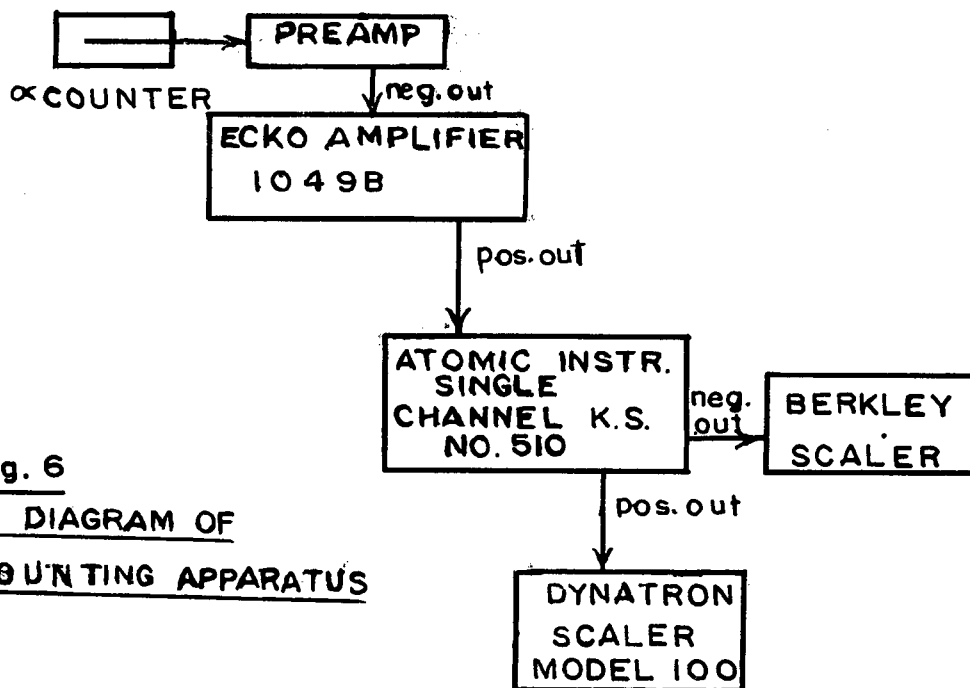 PREAMP
∝ COUNTER
neg. out
ECKO AMPLIFIER
1049B
pos. out
ATOMIC INSTR.
SINGLE
CHANNEL K.S.
NO. 510
neg.
out
BERKLEY
SCALER
pos. out
DYNATRON
SCALER
MODEL 100
g. 6
DIAGRAM OF
OUNTING APPARATUS